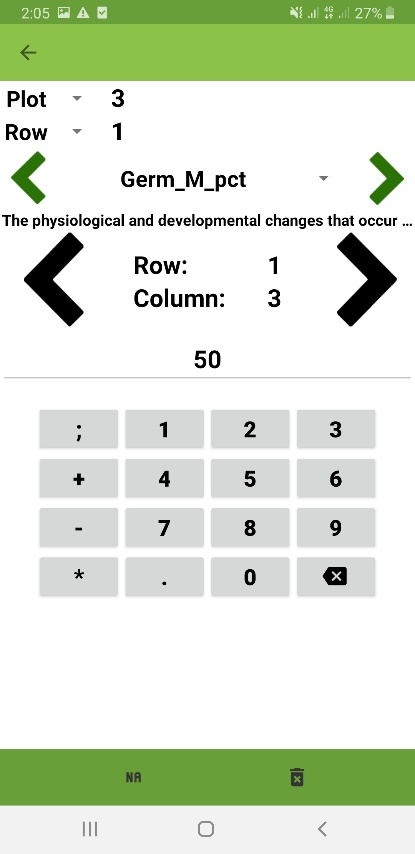 2:05 4G 27%
Plot 3
Row 1
Germ_M_pct
The physiological and developmental changes that occur ...
Row: 1
Column: 3
50
; 1 2 3
+ 4 5 6
- 7 8 9
* . 0
NA